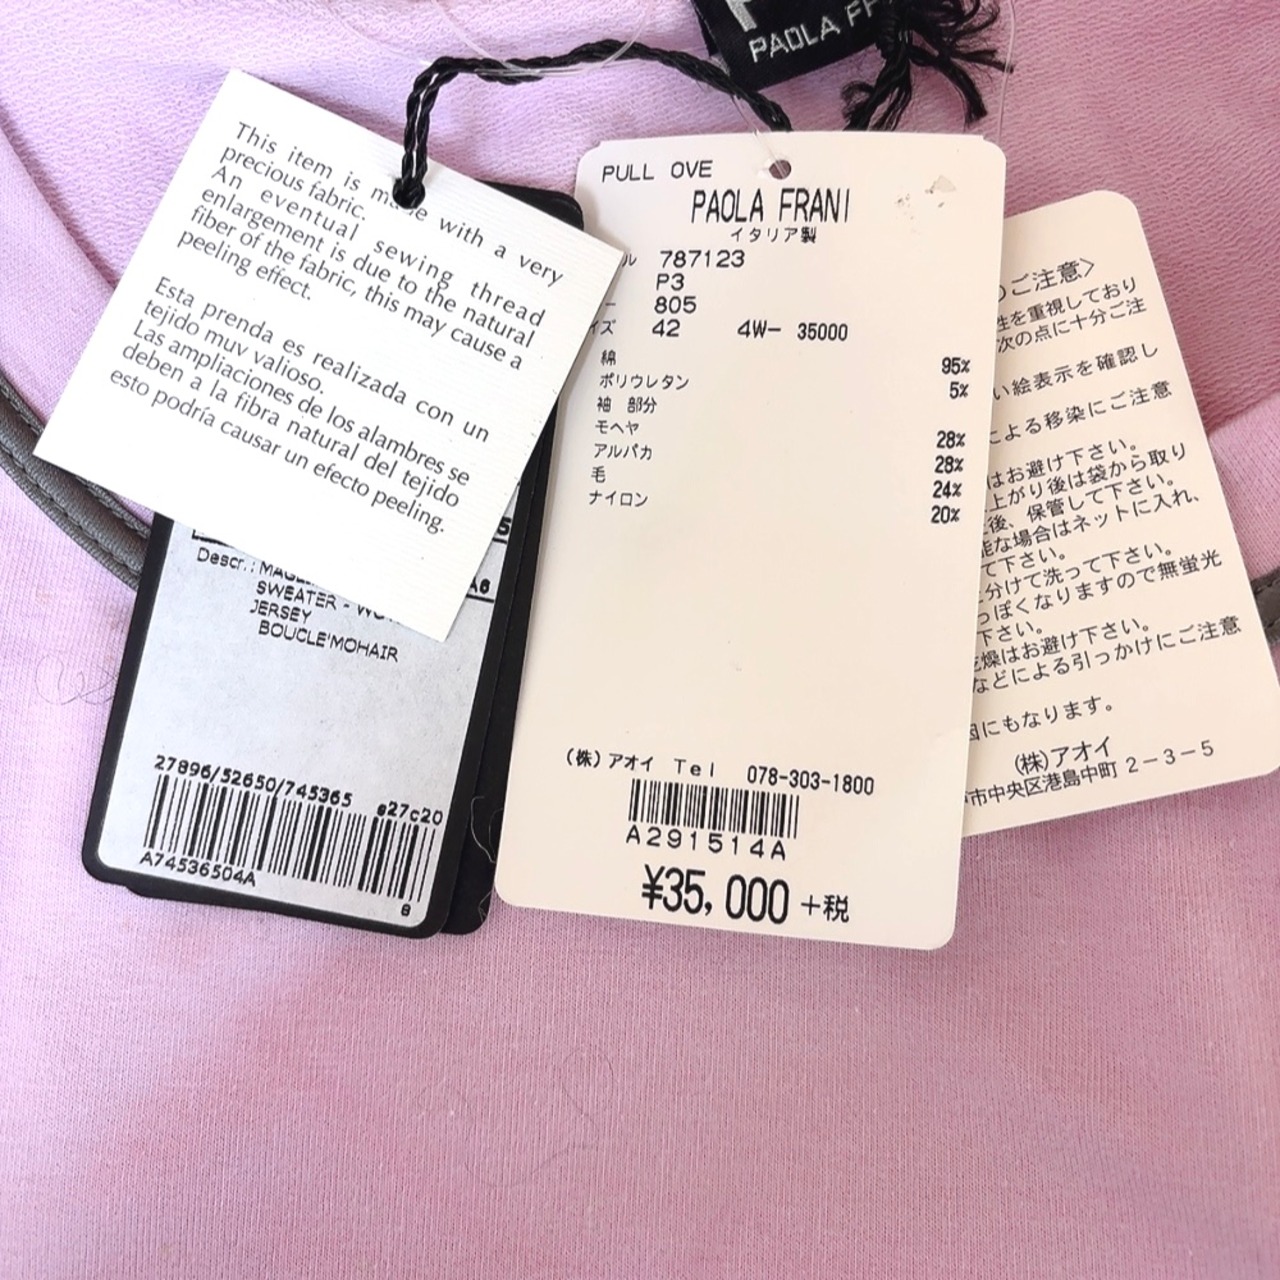 PAOLA
This item is made with a very
precious fabric.
An eventual sewing thread
enlargement is due to the natural
fiber of the fabric, this may cause a
peeling effect.
Esta prenda es realizada con un
tejido muy valioso.
Las ampliaciones de los alambres se
deben a la fibra natural del tejido
esto podría causar un efecto peeling.
Descr.:
SWEATER -
JERSEY
BOUCLE'MOHAIR
27896/52650/745365 e27c20
A74536504A
8
PULL OVE
PAOLA FRANI
イタリア製
ル 787123
P3
ー 805
イズ 42 4W- 35000
綿 95%
ポリウレタン 5%
袖 部分
モヘヤ 28%
アルパカ 28%
毛 24%
ナイロン 20%
(株)アオイ Tel 078-303-1800
A291514A
¥35,000+税
のご注意〉
性を重視しており
次の点に十分ご注
い絵表示を確認し
による移染にご注意
はお避け下さい。
上がり後は袋から取り
後、保管して下さい。
能な場合はネットに入れ、
て下さい。
分けて洗って下さい。
っぽくなりますので無蛍光
下さい。
乾燥はお避け下さい。
などによる引っかけにご注意
因にもなります。
(株)アオイ
市中央区港島中町 2-3-5